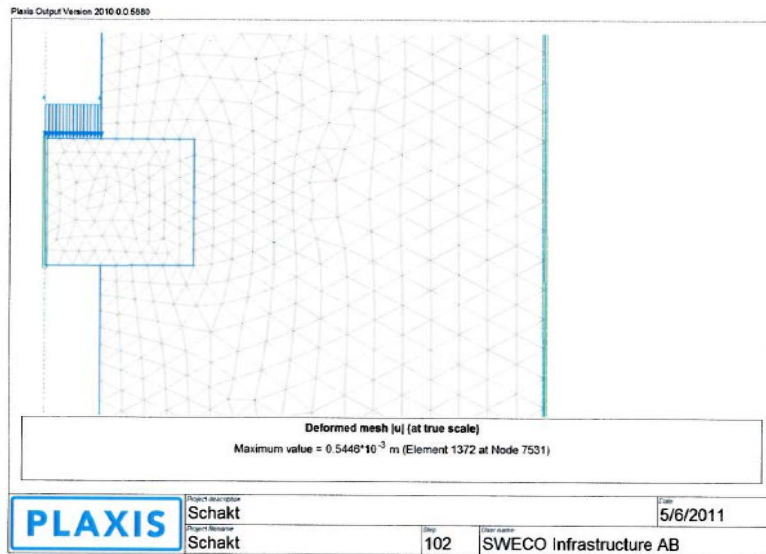 Plaxis Output Version 2010.0.0.5880
Deformed mesh |u| (at true scale)
Maximum value = 0.5446*10-3 m (Element 1372 at Node 7531)
PLAXIS
Project description
Schakt
Date
5/6/2011
Project filename
Schakt
Step
102
User name
SWECO Infrastructure AB